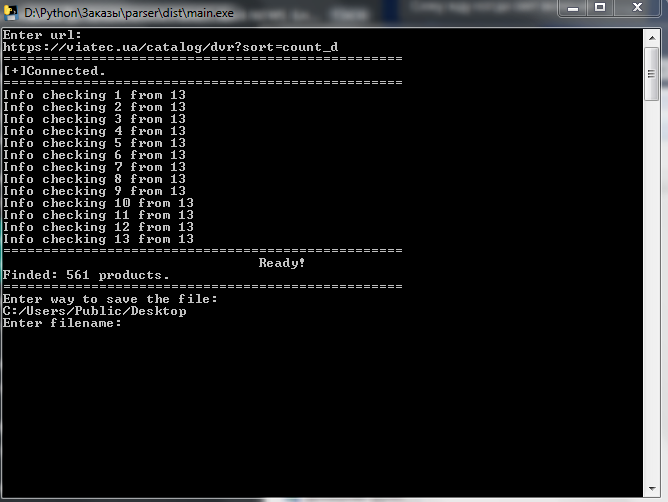 D:\Python\Заказы\parser\dist\main.exe
Enter url:
https://viatec.ua/catalog/dvr?sort=count_d
==================================================
[+]Connected.
==================================================
Info checking 1 from 13
Info checking 2 from 13
Info checking 3 from 13
Info checking 4 from 13
Info checking 5 from 13
Info checking 6 from 13
Info checking 7 from 13
Info checking 8 from 13
Info checking 9 from 13
Info checking 10 from 13
Info checking 11 from 13
Info checking 12 from 13
Info checking 13 from 13
==================================================
Ready!
Finded: 561 products.
==================================================
Enter way to save the file:
C:/Users/Public/Desktop
Enter filename: